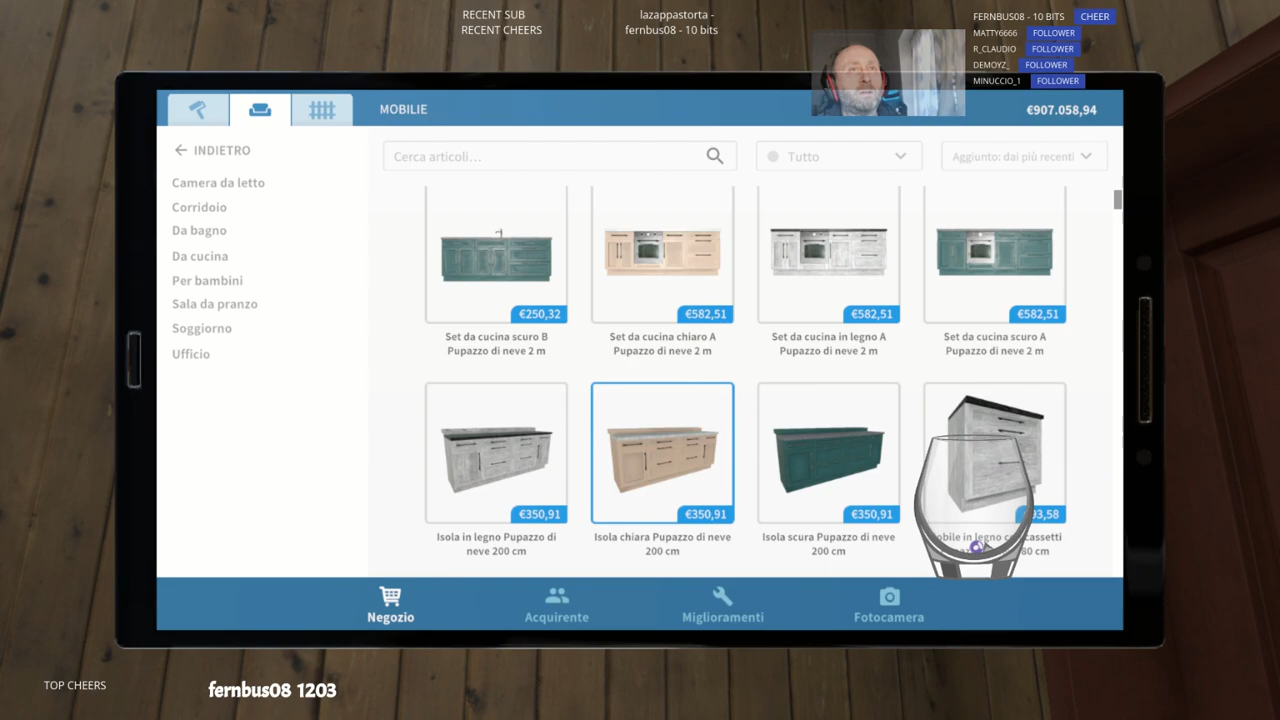 RECENT SUB
lazappastorta -
RECENT CHEERS
fernbus08 - 10 bits
FERNBUS08 - 10 BITS CHEER
MATTY6666 FOLLOWER
R_CLAUDIO FOLLOWER
DEMOYZ_ FOLLOWER
MINUCCIO_1 FOLLOWER
MOBILIE
€907.058,94
INDIETRO
Cerca articoli...
Tutto
Aggiunto: dai più recenti
Camera da letto
Corridoio
Da bagno
Da cucina
Per bambini
Sala da pranzo
Soggiorno
Ufficio
€250,32
€582,51
€582,51
€582,51
Set da cucina scuro B
Pupazzo di neve 2 m
Set da cucina chiaro A
Pupazzo di neve 2 m
Set da cucina in legno A
Pupazzo di neve 2 m
Set da cucina scuro A
Pupazzo di neve 2 m
€350,91
€350,91
€350,91
Isola in legno Pupazzo di
neve 200 cm
Isola chiara Pupazzo di neve
200 cm
Isola scura Pupazzo di neve
200 cm
in legno
cassetti
80 cm
Negozio
Acquirente
Miglioramenti
Fotocamera
TOP CHEERS
fernbus08 1203